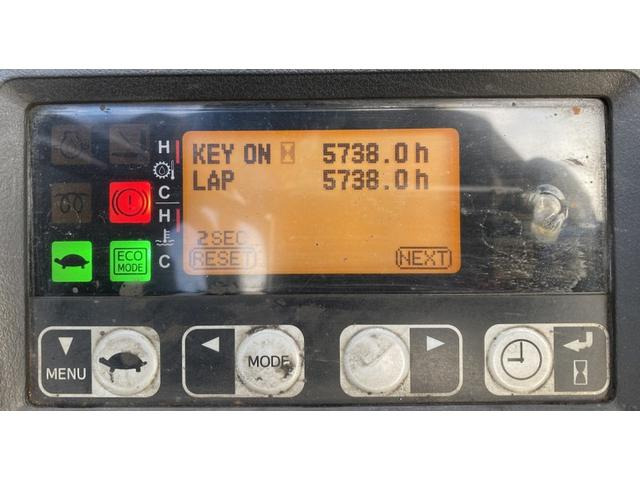 H
C
H
C
KEY ON 5738.0 h
LAP 5738.0 h
2SEC
(RESET) (NEXT)
ECO
MODE
MENU
MODE